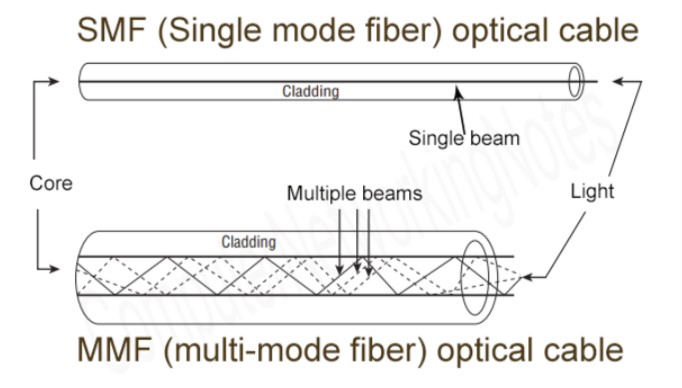 SMF (Single mode fiber) optical cable
Cladding
Single beam
Core
Multiple beams
Light
Cladding
MMF (multi-mode fiber) optical cable
ComputerNetworkingNotes